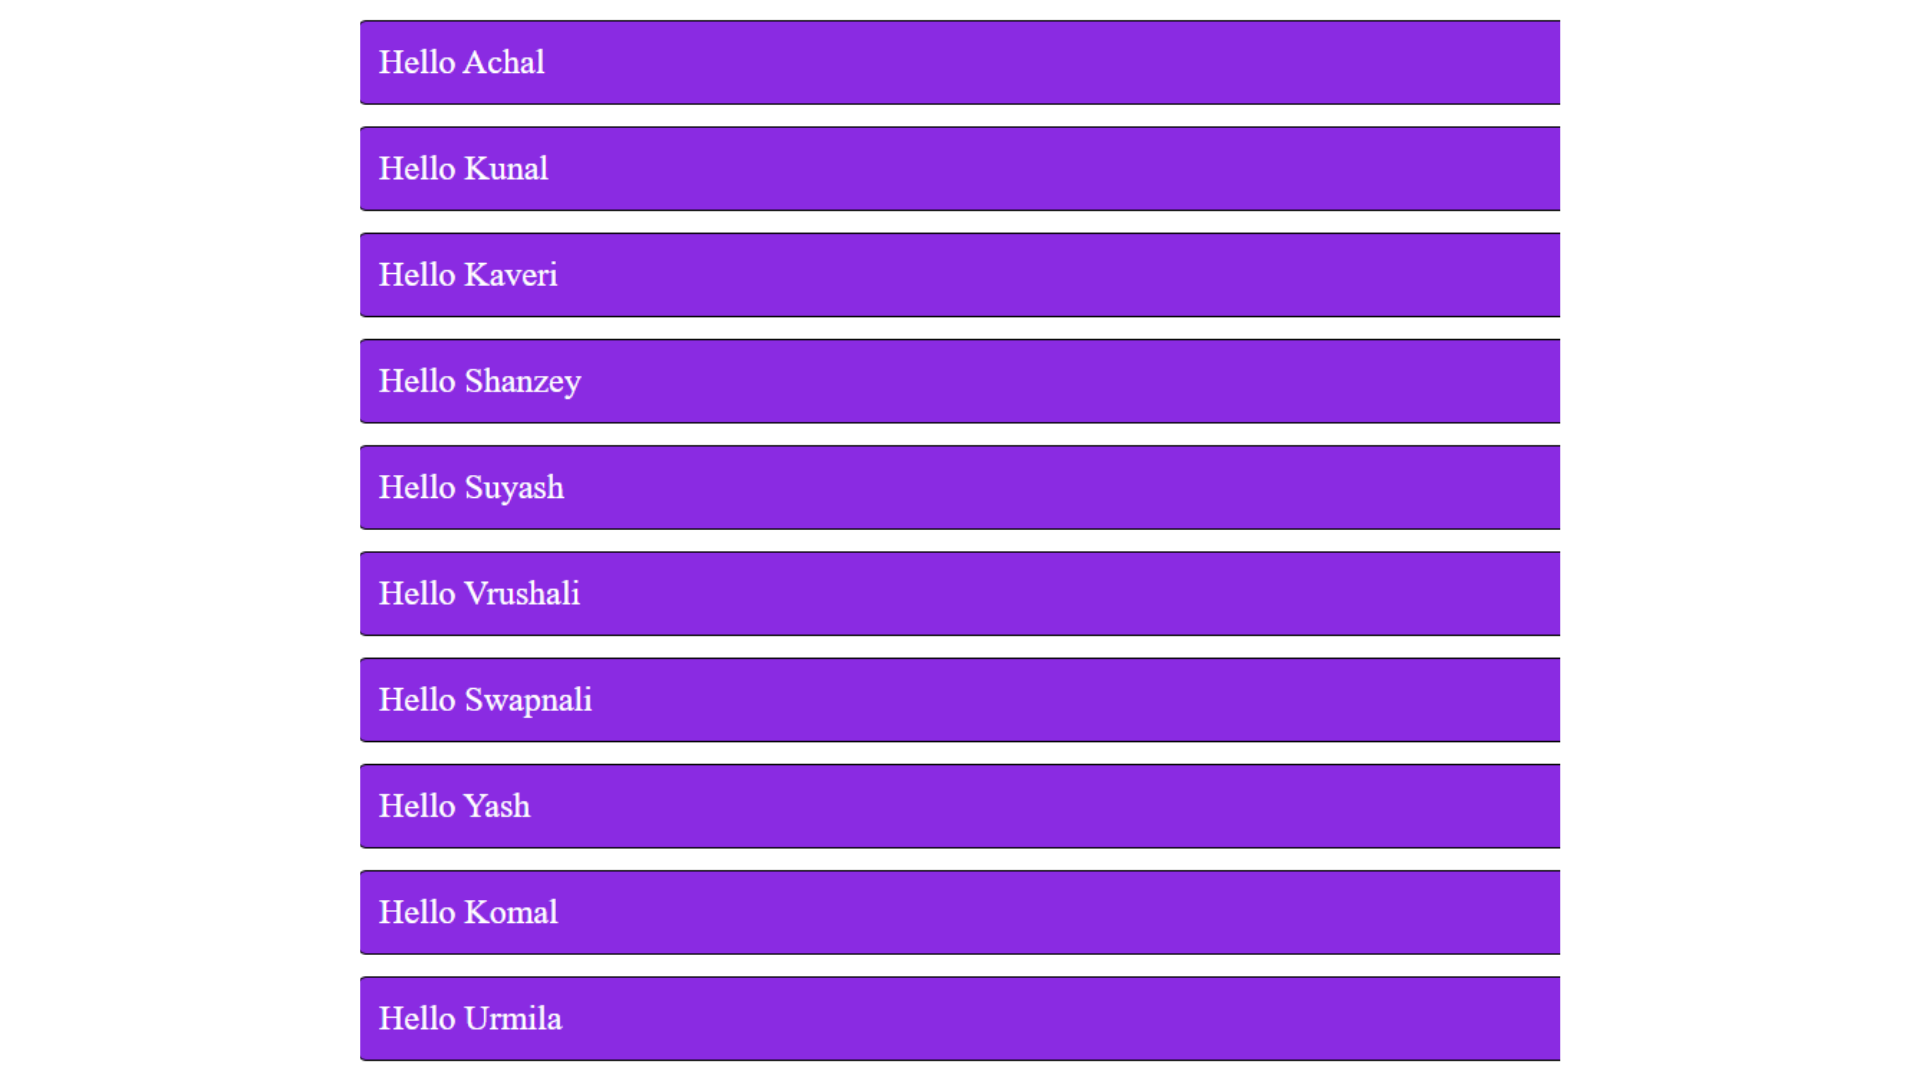 Hello Achal
Hello Kunal
Hello Kaveri
Hello Shanzey
Hello Suyash
Hello Vrushali
Hello Swapnali
Hello Yash
Hello Komal
Hello Urmila